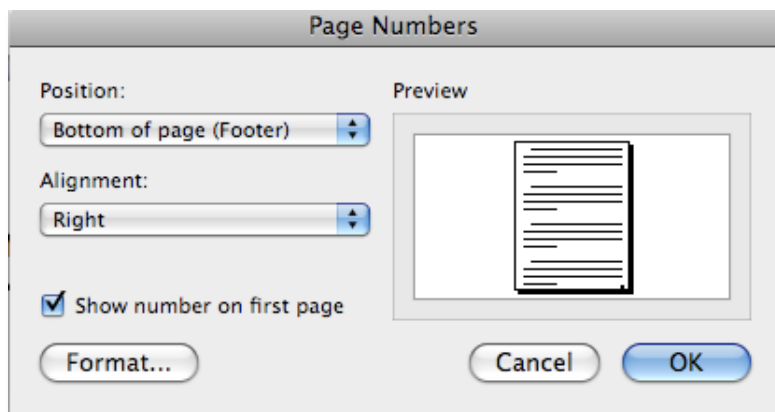 Page Numbers
Position:
Bottom of page (Footer)
Alignment:
Right
Show number on first page
Format...
Preview
Cancel
OK